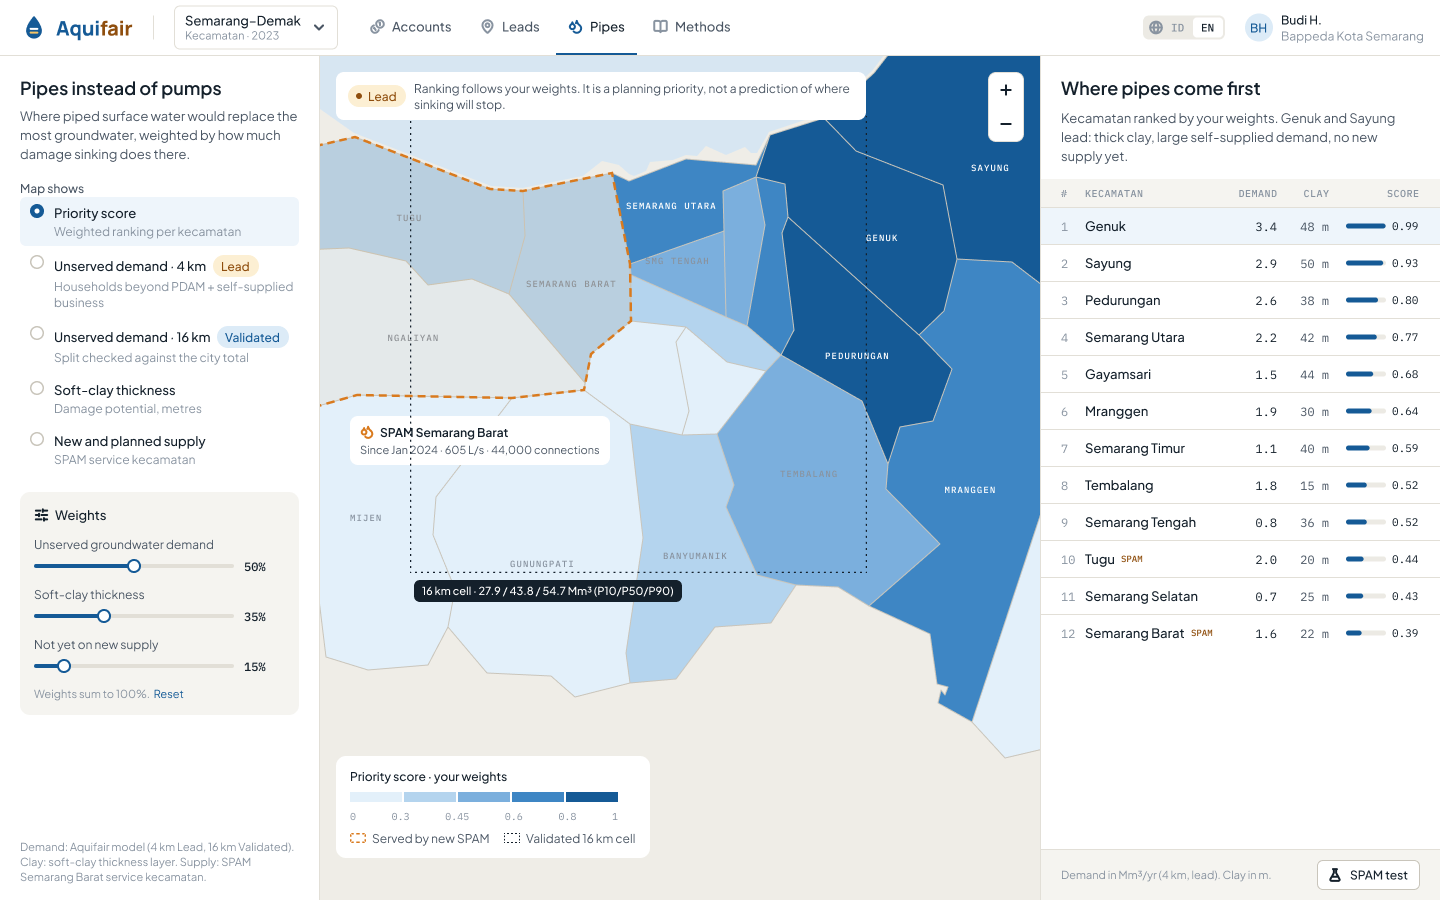 Aquifair
Semarang–Demak
Kecamatan · 2023
Accounts
Leads
Pipes
Methods
ID
EN
BH
Budi H.
Bappeda Kota Semarang
Pipes instead of pumps
Where piped surface water would replace the
most groundwater, weighted by how much
damage sinking does there.
Map shows
Priority score
Weighted ranking per kecamatan
Unserved demand · 4 km Lead
Households beyond PDAM + self-supplied
business
Unserved demand · 16 km Validated
Split checked against the city total
Soft-clay thickness
Damage potential, metres
New and planned supply
SPAM service kecamatan
Weights
Unserved groundwater demand
50%
Soft-clay thickness
35%
Not yet on new supply
15%
Weights sum to 100%. Reset
Demand: Aquifair model (4 km Lead, 16 km Validated).
Clay: soft-clay thickness layer. Supply: SPAM
Semarang Barat service kecamatan.
Lead
Ranking follows your weights. It is a planning priority, not a prediction of where
sinking will stop.
+
−
SAYUNG
SEMARANG UTARA
TUGU
GENUK
SMG TENGAH
SEMARANG BARAT
NGALIYAN
PEDURUNGAN
SPAM Semarang Barat
Since Jan 2024 · 605 L/s · 44,000 connections
TEMBALANG
MRANGGEN
MIJEN
BANYUMANIK
GUNUNGPATI
16 km cell · 27.9 / 43.8 / 54.7 Mm³ (P10/P50/P90)
Priority score · your weights
0 0.3 0.45 0.6 0.8 1
Served by new SPAM
Validated 16 km cell
Where pipes come first
Kecamatan ranked by your weights. Genuk and Sayung
lead: thick clay, large self-supplied demand, no new
supply yet.
# KECAMATAN DEMAND CLAY SCORE
1 Genuk 3.4 48 m 0.99
2 Sayung 2.9 50 m 0.93
3 Pedurungan 2.6 38 m 0.80
4 Semarang Utara 2.2 42 m 0.77
5 Gayamsari 1.5 44 m 0.68
6 Mranggen 1.9 30 m 0.64
7 Semarang Timur 1.1 40 m 0.59
8 Tembalang 1.8 15 m 0.52
9 Semarang Tengah 0.8 36 m 0.52
10 Tugu SPAM 2.0 20 m 0.44
11 Semarang Selatan 0.7 25 m 0.43
12 Semarang Barat SPAM 1.6 22 m 0.39
Demand in Mm³/yr (4 km, lead). Clay in m.
SPAM test